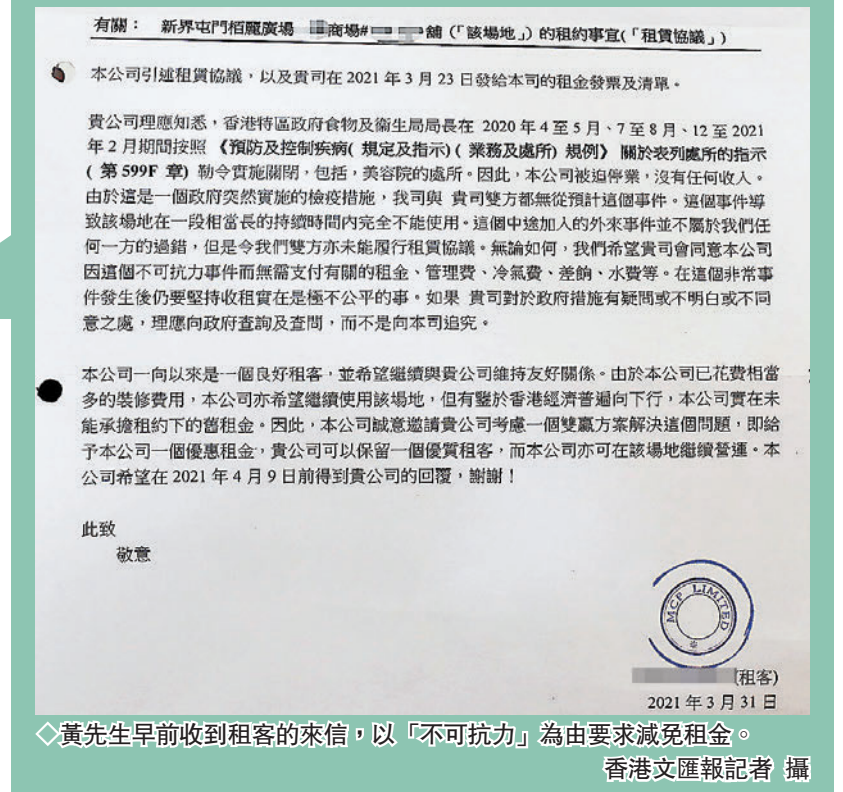 有關： 新界屯門栢麗廣場 商場# 舖（「該場地」）的租約事宜(「租賃協議」)
本公司引述租賃協議，以及貴司在 2021 年 3 月 23 日發給本司的租金發票及清單。
貴公司理應知悉，香港特區政府食物及衞生局局長在 2020 年 4 至 5 月、7 至 8 月、12 至 2021
年 2 月期間按照 《預防及控制疾病( 規定及指示) ( 業務及處所) 規例》 關於表列處所的指示
( 第 599F 章) 勒令實施關閉，包括，美容院的處所。因此，本公司被迫停業，沒有任何收入。
由於這是一個政府突然實施的檢疫措施，我司與 貴司雙方都無從預計這個事件。這個事件導
致該場地在一段相當長的持續時間內完全不能使用。這個中途加入的外來事件並不屬於我們任
何一方的過錯，但是令我們雙方亦未能履行租賃協議。無論如何，我們希望貴司會同意本公司
因這個不可抗力事件而無需支付有關的租金、管理費、冷氣費、差餉、水費等。在這個非常事
件發生後仍要堅持收租實在是極不公平的事。如果 貴司對於政府措施有疑問或不明白或不同
意之處，理應向政府查詢及查問，而不是向本司追究。
本公司一向以來是一個良好租客，並希望繼續與貴公司維持友好關係。由於本公司已花費相當
多的裝修費用，本公司亦希望繼續使用該場地，但有鑒於香港經濟普遍向下行，本公司實在未
能承擔租約下的舊租金。因此，本公司誠意邀請貴公司考慮一個雙贏方案解決這個問題，即給
予本公司一個優惠租金，貴公司可以保留一個優質租客，而本公司亦可在該場地繼續營運。本
公司希望在 2021 年 4 月 9 日前得到貴公司的回覆，謝謝！
此致
敬意
MCP LIMITED
(租客)
2021 年 3 月 31 日
◇黃先生早前收到租客的來信，以「不可抗力」為由要求減免租金。
香港文匯報記者 攝